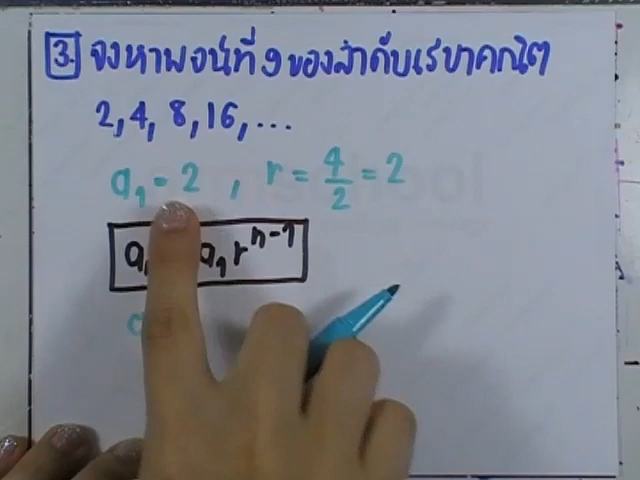 3. จงหาพจน์ที่ 9 ของลำดับเรขาคณิต
2, 4, 8, 16, ...
a₁ = 2 , r = 4/2 = 2
a₁rⁿ⁻¹